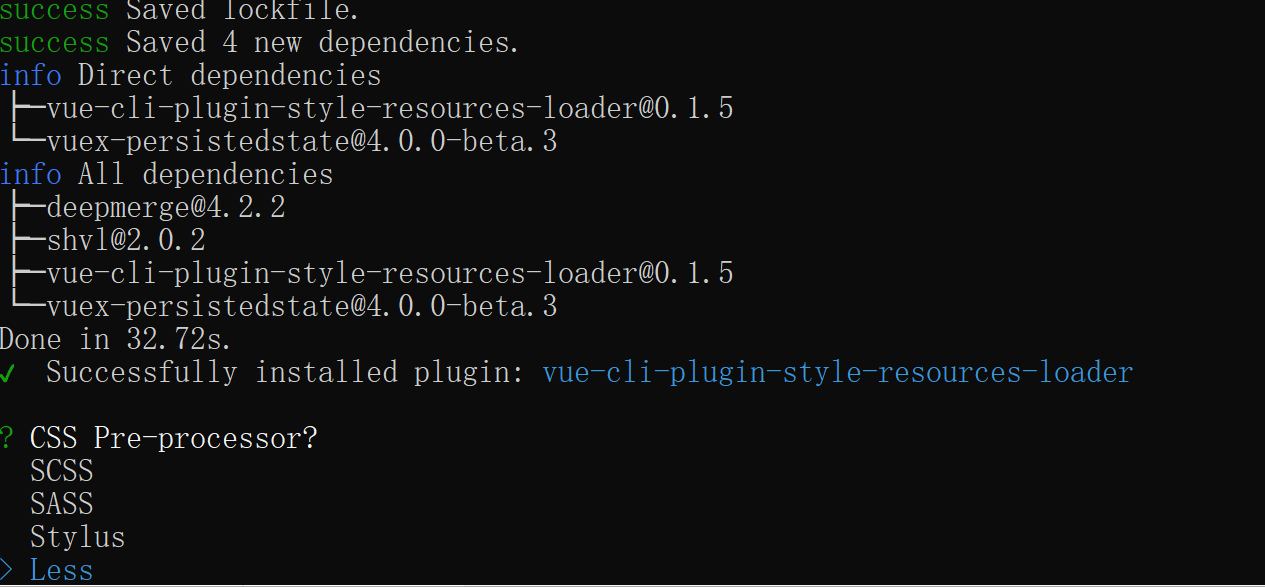 success Saved lockfile.
success Saved 4 new dependencies.
info Direct dependencies
├─vue-cli-plugin-style-resources-loader@0.1.5
└─vuex-persistedstate@4.0.0-beta.3
info All dependencies
├─deepmerge@4.2.2
├─shvl@2.0.2
├─vue-cli-plugin-style-resources-loader@0.1.5
└─vuex-persistedstate@4.0.0-beta.3
Done in 32.72s.
✓ Successfully installed plugin: vue-cli-plugin-style-resources-loader
? CSS Pre-processor?
SCSS
SASS
Stylus
> Less